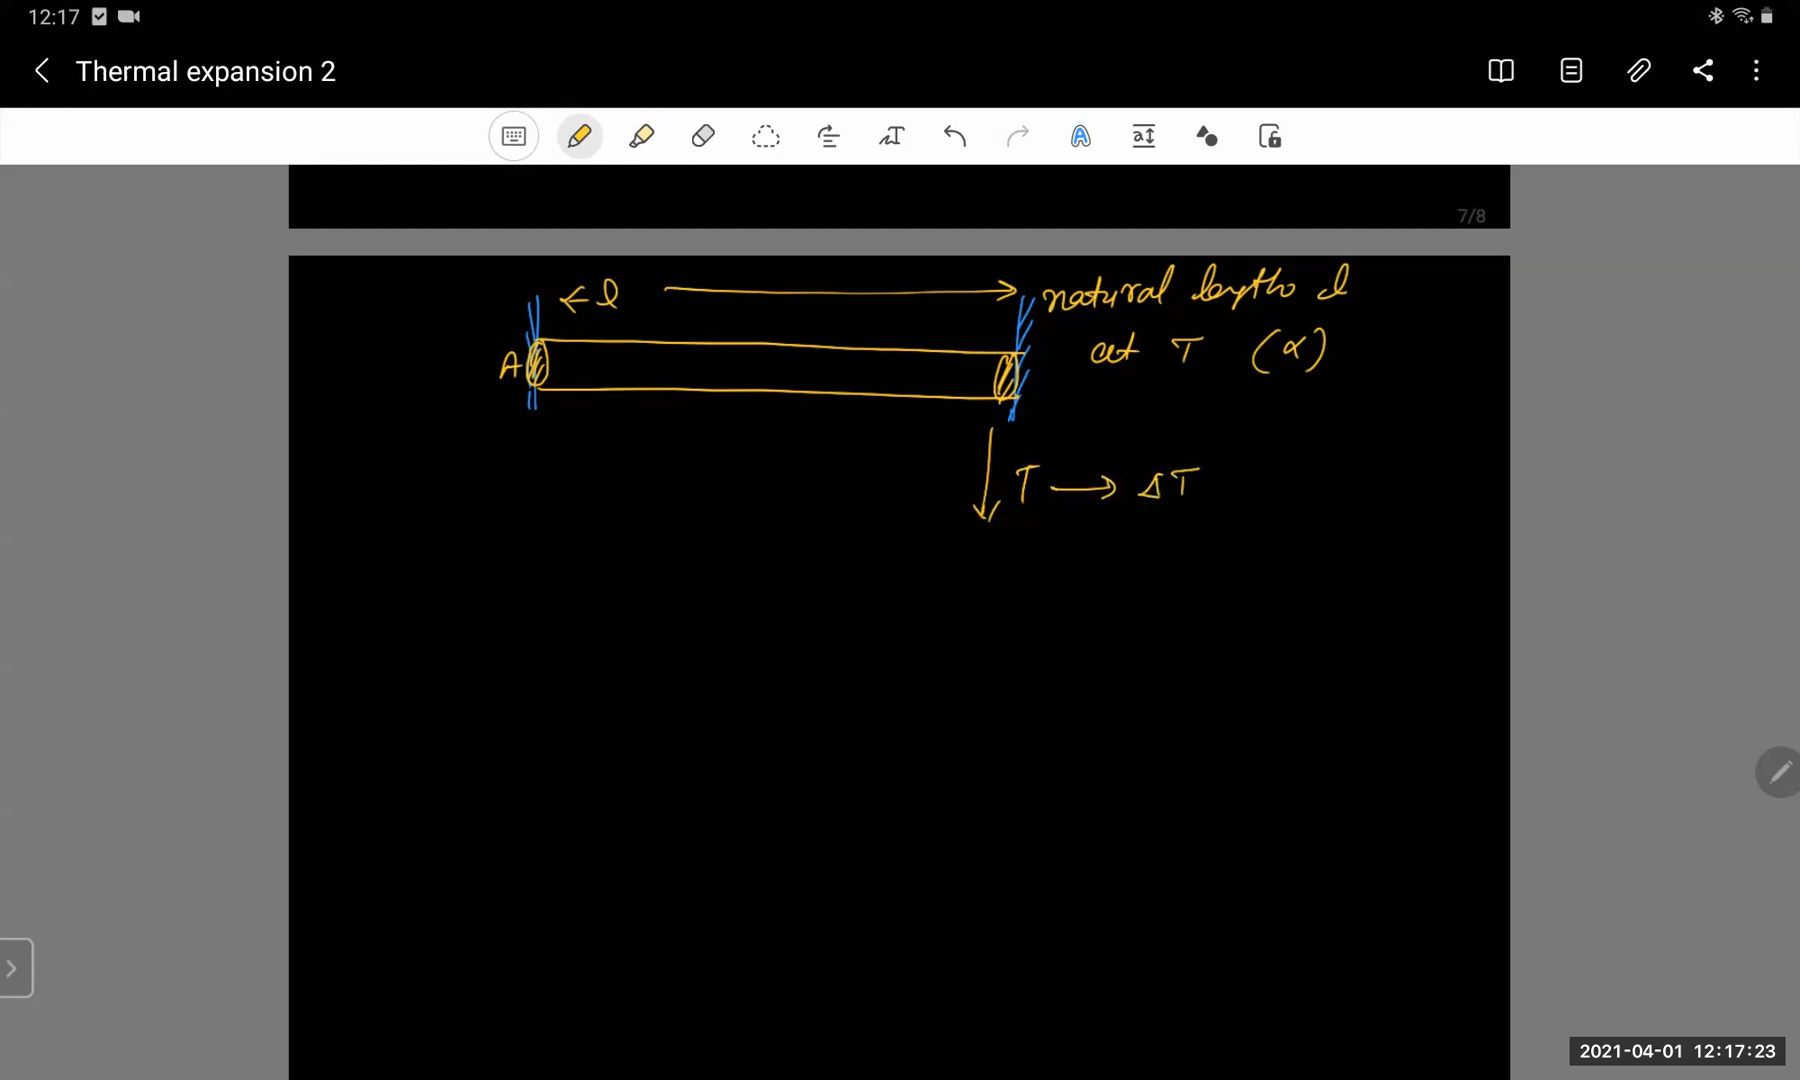 12:17
Thermal expansion 2
7/8
l
natural length l
at T (α)
A
T → ΔT
2021-04-01 12:17:23